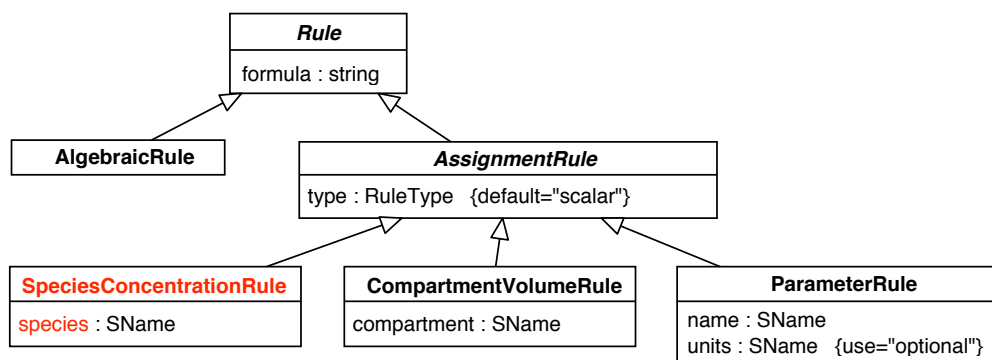 Rule
formula : string
AlgebraicRule
AssignmentRule
type : RuleType {default="scalar"}
SpeciesConcentrationRule
species : SName
CompartmentVolumeRule
compartment : SName
ParameterRule
name : SName
units : SName {use="optional"}